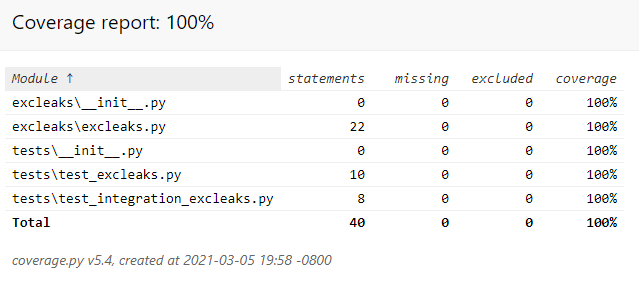 Coverage report: 100%
Module ↑ statements missing excluded coverage
excleaks\__init__.py 0 0 0 100%
excleaks\excleaks.py 22 0 0 100%
tests\__init__.py 0 0 0 100%
tests\test_excleaks.py 10 0 0 100%
tests\test_integration_excleaks.py 8 0 0 100%
Total 40 0 0 100%
coverage.py v5.4, created at 2021-03-05 19:58 -0800